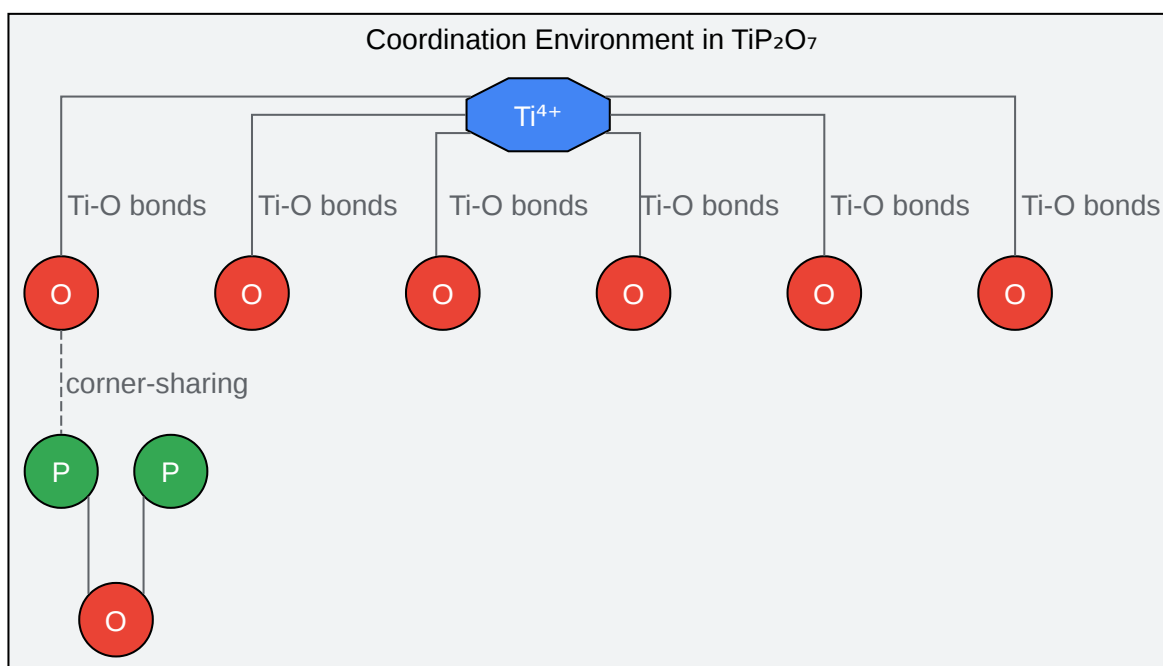 Coordination Environment in TiP₂O₇
Ti⁴⁺
Ti-O bonds Ti-O bonds Ti-O bonds Ti-O bonds Ti-O bonds Ti-O bonds
O O O O O O
corner-sharing
P P
O